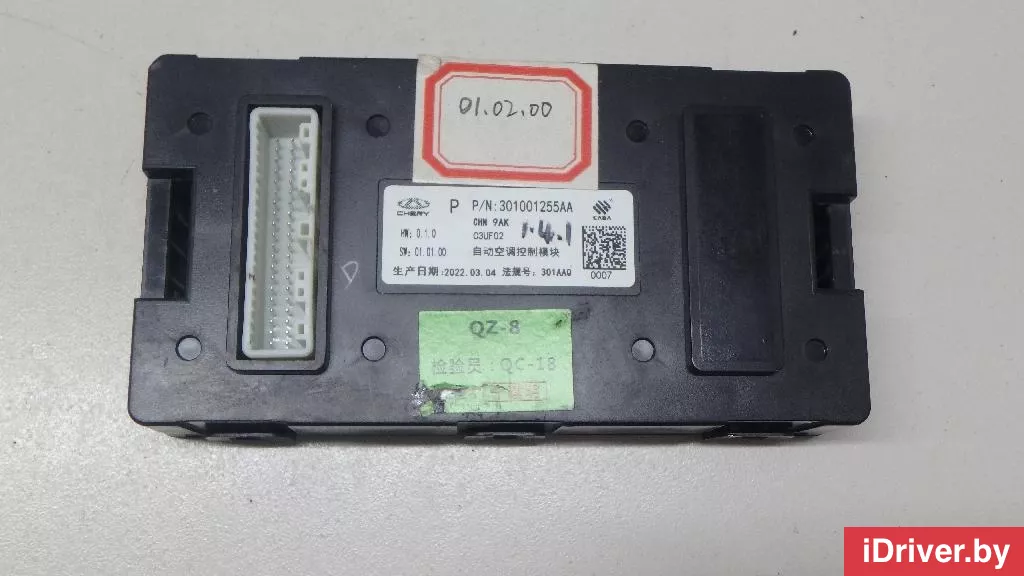 01.02.00
CHERY P P/N:301001255AA
CHN 9AK
HW: 0.1.0 C3UF02 1.4.1
SW: 01.01.00 自动空调控制模块
生产日期:2022.03.04 法规号: 301AAQ 0007
QZ-8
检验员: QC-18
iDriver.by